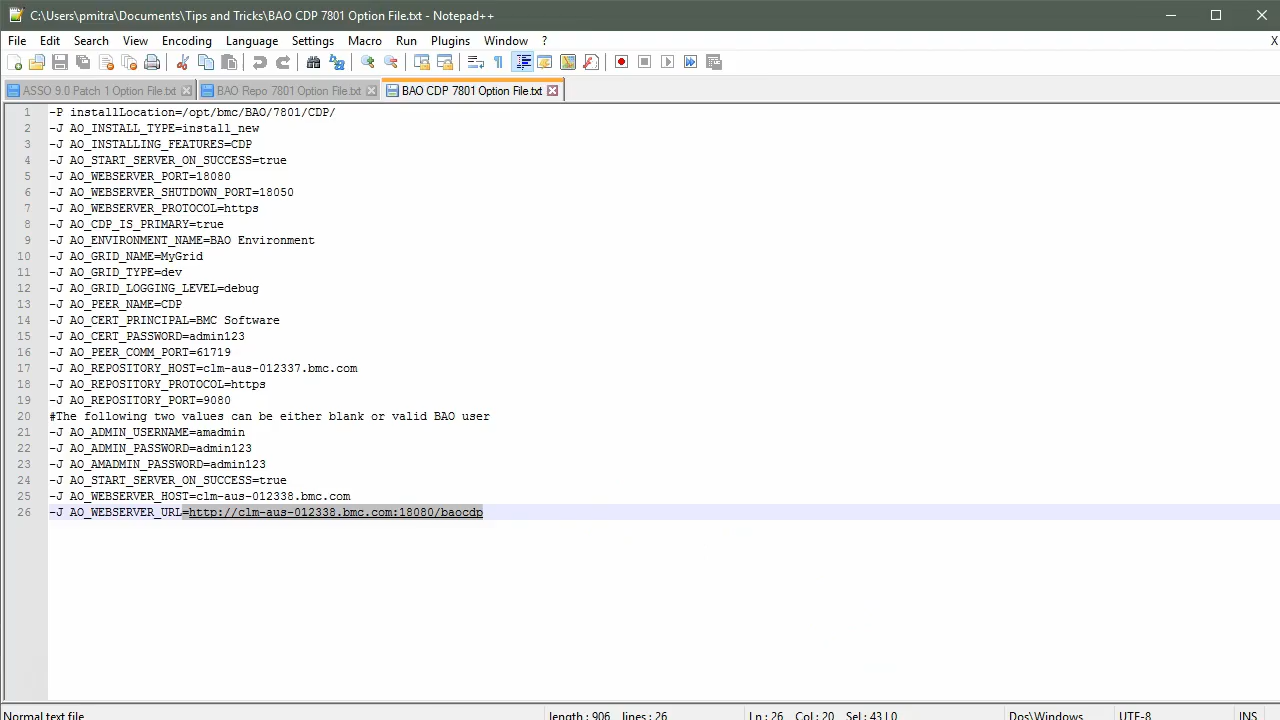 C:\Users\pmitra\Documents\Tips and Tricks\BAO CDP 7801 Option File.txt - Notepad++
File Edit Search View Encoding Language Settings Macro Run Plugins Window ? X
ASSO 9.0 Patch 1 Option File.txt BAO Repo 7801 Option File.txt BAO CDP 7801 Option File.txt
1 -P installLocation=/opt/bmc/BAO/7801/CDP/
2 -J AO_INSTALL_TYPE=install_new
3 -J AO_INSTALLING_FEATURES=CDP
4 -J AO_START_SERVER_ON_SUCCESS=true
5 -J AO_WEBSERVER_PORT=18080
6 -J AO_WEBSERVER_SHUTDOWN_PORT=18050
7 -J AO_WEBSERVER_PROTOCOL=https
8 -J AO_CDP_IS_PRIMARY=true
9 -J AO_ENVIRONMENT_NAME=BAO Environment
10 -J AO_GRID_NAME=MyGrid
11 -J AO_GRID_TYPE=dev
12 -J AO_GRID_LOGGING_LEVEL=debug
13 -J AO_PEER_NAME=CDP
14 -J AO_CERT_PRINCIPAL=BMC Software
15 -J AO_CERT_PASSWORD=admin123
16 -J AO_PEER_COMM_PORT=61719
17 -J AO_REPOSITORY_HOST=clm-aus-012337.bmc.com
18 -J AO_REPOSITORY_PROTOCOL=https
19 -J AO_REPOSITORY_PORT=9080
20 #The following two values can be either blank or valid BAO user
21 -J AO_ADMIN_USERNAME=amadmin
22 -J AO_ADMIN_PASSWORD=admin123
23 -J AO_AMADMIN_PASSWORD=admin123
24 -J AO_START_SERVER_ON_SUCCESS=true
25 -J AO_WEBSERVER_HOST=clm-aus-012338.bmc.com
26 -J AO_WEBSERVER_URL=http://clm-aus-012338.bmc.com:18080/baocdp
Normal text file length : 906 lines : 26 Ln : 26 Col : 20 Sel : 43 | 0 Dos\Windows UTF-8 INS